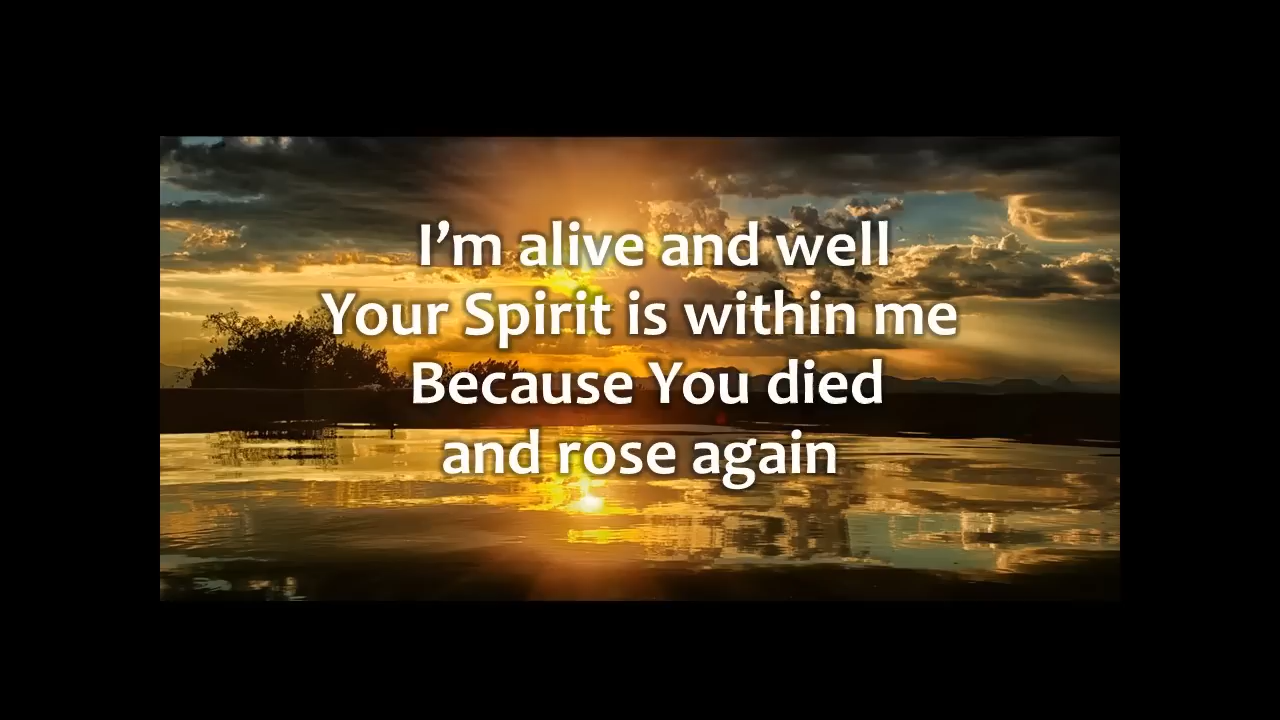 I’m alive and well
Your Spirit is within me
Because You died
and rose again